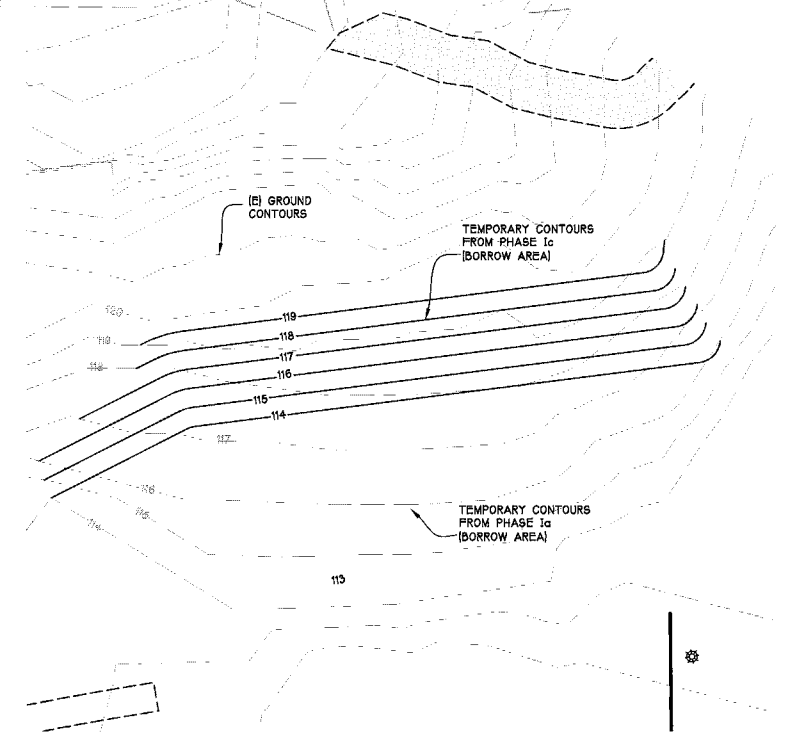 (E) GROUND
CONTOURS
TEMPORARY CONTOURS
FROM PHASE Ic
(BORROW AREA)
120
119
118
119
118
117
116
115
114
117
116
115
114
TEMPORARY CONTOURS
FROM PHASE Ia
(BORROW AREA)
113